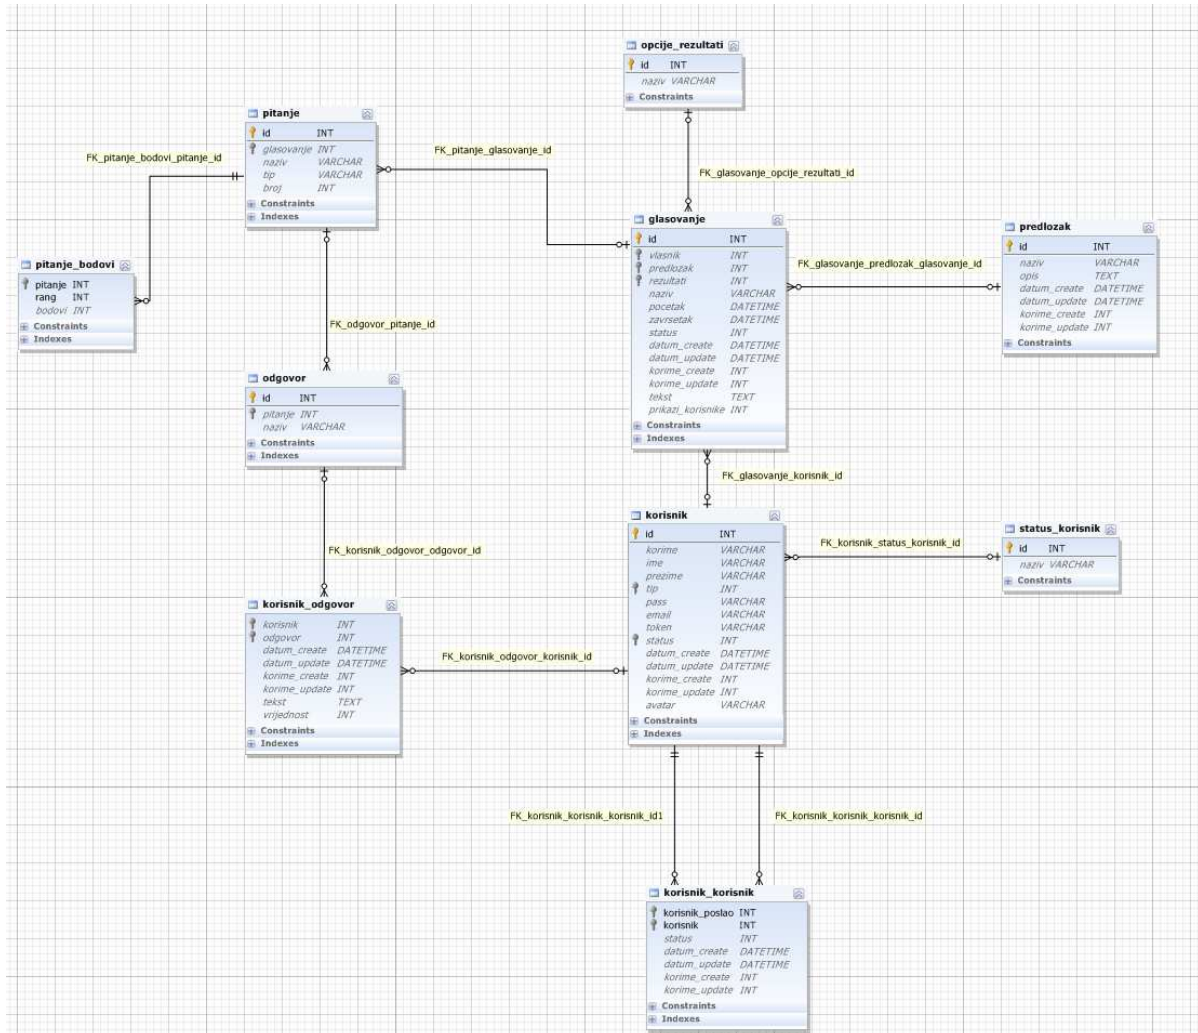 opcije_rezultati
id INT
naziv VARCHAR
Constraints
pitanje
id INT
glasovanje INT
naziv VARCHAR
tip VARCHAR
broj INT
Constraints
Indexes
FK_pitanje_bodovi_pitanje_id
FK_pitanje_glasovanje_id
FK_glasovanje_opcije_rezultati_id
glasovanje
id INT
vlasnik INT
predlozak INT
rezultati INT
naziv VARCHAR
pocetak DATETIME
zavrsetak DATETIME
status INT
datum_create DATETIME
datum_update DATETIME
korime_create INT
korime_update INT
tekst TEXT
prikazi_korisnike INT
Constraints
Indexes
predlozak
id INT
naziv VARCHAR
opis TEXT
datum_create DATETIME
datum_update DATETIME
korime_create INT
korime_update INT
Constraints
FK_glasovanje_predlozak_glasovanje_id
pitanje_bodovi
pitanje INT
rang INT
bodovi INT
Constraints
Indexes
FK_odgovor_pitanje_id
odgovor
id INT
pitanje INT
naziv VARCHAR
Constraints
Indexes
FK_glasovanje_korisnik_id
korisnik
id INT
korime VARCHAR
ime VARCHAR
prezime VARCHAR
tip INT
pass VARCHAR
email VARCHAR
token VARCHAR
status INT
datum_create DATETIME
datum_update DATETIME
korime_create INT
korime_update INT
avatar VARCHAR
Constraints
Indexes
FK_korisnik_status_korisnik_id
status_korisnik
id INT
naziv VARCHAR
Constraints
FK_korisnik_odgovor_odgovor_id
korisnik_odgovor
korisnik INT
odgovor INT
datum_create DATETIME
datum_update DATETIME
korime_create INT
korime_update INT
tekst TEXT
vrijednost INT
Constraints
Indexes
FK_korisnik_odgovor_korisnik_id
FK_korisnik_korisnik_korisnik_id1
FK_korisnik_korisnik_korisnik_id
korisnik_korisnik
korisnik_poslao INT
korisnik INT
status INT
datum_create DATETIME
datum_update DATETIME
korime_create INT
korime_update INT
Constraints
Indexes